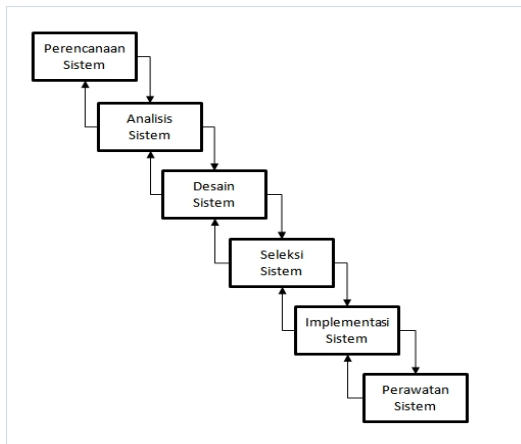 Perencanaan
Sistem
Analisis
Sistem
Desain
Sistem
Seleksi
Sistem
Implementasi
Sistem
Perawatan
Sistem